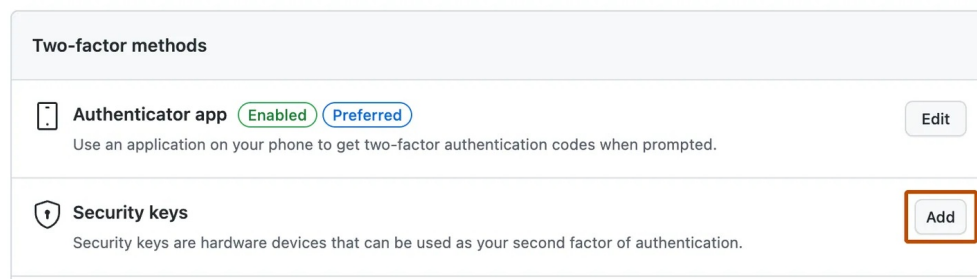 Two-factor methods
Authenticator app Enabled Preferred Edit
Use an application on your phone to get two-factor authentication codes when prompted.
Security keys Add
Security keys are hardware devices that can be used as your second factor of authentication.